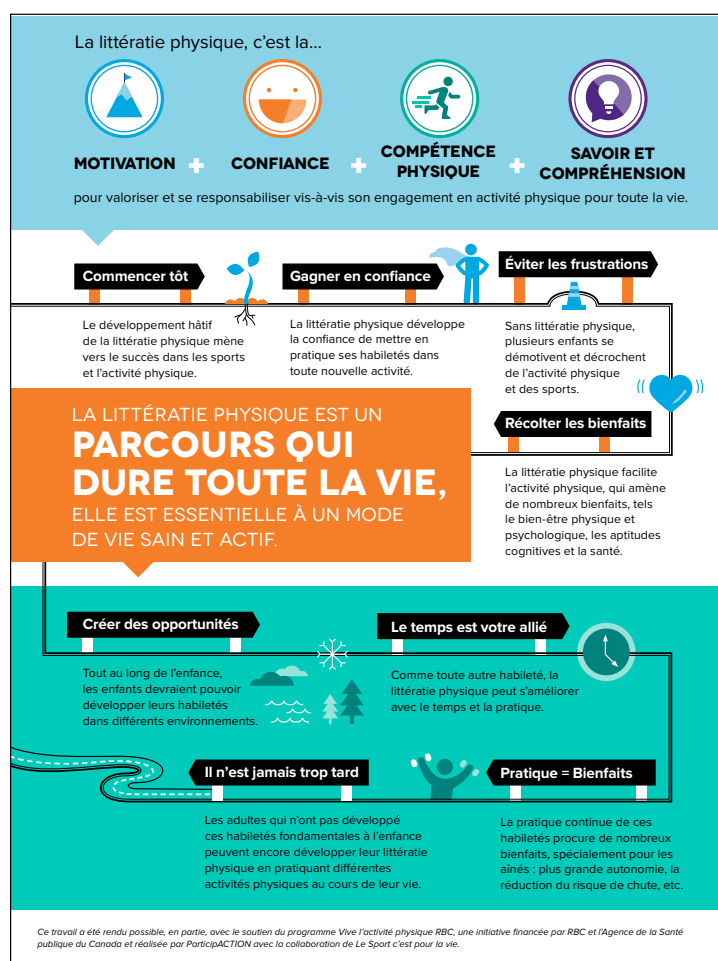 La littératie physique, c'est la...
MOTIVATION + CONFIANCE + COMPÉTENCE PHYSIQUE + SAVOIR ET COMPRÉHENSION
pour valoriser et se responsabiliser vis-à-vis son engagement en activité physique pour toute la vie.
Commencer tôt
Le développement hâtif
de la littératie physique mène
vers le succès dans les sports
et l'activité physique.
Gagner en confiance
La littératie physique développe
la confiance de mettre en
pratique ses habiletés dans
toute nouvelle activité.
Éviter les frustrations
Sans littératie physique,
plusieurs enfants se
démotivent et décrochent
de l'activité physique
et des sports.
Récolter les bienfaits
La littératie physique facilite
l'activité physique, qui amène
de nombreux bienfaits, tels
le bien-être physique et
psychologique, les aptitudes
cognitives et la santé.
LA LITTÉRATIE PHYSIQUE EST UN
PARCOURS QUI
DURE TOUTE LA VIE,
ELLE EST ESSENTIELLE À UN MODE
DE VIE SAIN ET ACTIF.
Créer des opportunités
Tout au long de l'enfance,
les enfants devraient pouvoir
développer leurs habiletés
dans différents environnements.
Le temps est votre allié
Comme toute autre habileté, la
littératie physique peut s'améliorer
avec le temps et la pratique.
Il n'est jamais trop tard
Les adultes qui n'ont pas développé
ces habiletés fondamentales à l'enfance
peuvent encore développer leur littératie
physique en pratiquant différentes
activités physiques au cours de leur vie.
Pratique = Bienfaits
La pratique continue de ces
habiletés procure de nombreux
bienfaits, spécialement pour les
aînés : plus grande autonomie, la
réduction du risque de chute, etc.
Ce travail a été rendu possible, en partie, avec le soutien du programme Vive l'activité physique RBC, une initiative financée par RBC et l'Agence de la Santé
publique du Canada et réalisée par ParticipACTION avec la collaboration de Le Sport c'est pour la vie.